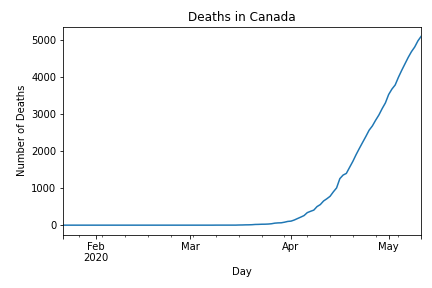 Deaths in Canada
Number of Deaths
5000
4000
3000
2000
1000
0
Feb
2020
Mar
Apr
May
Day